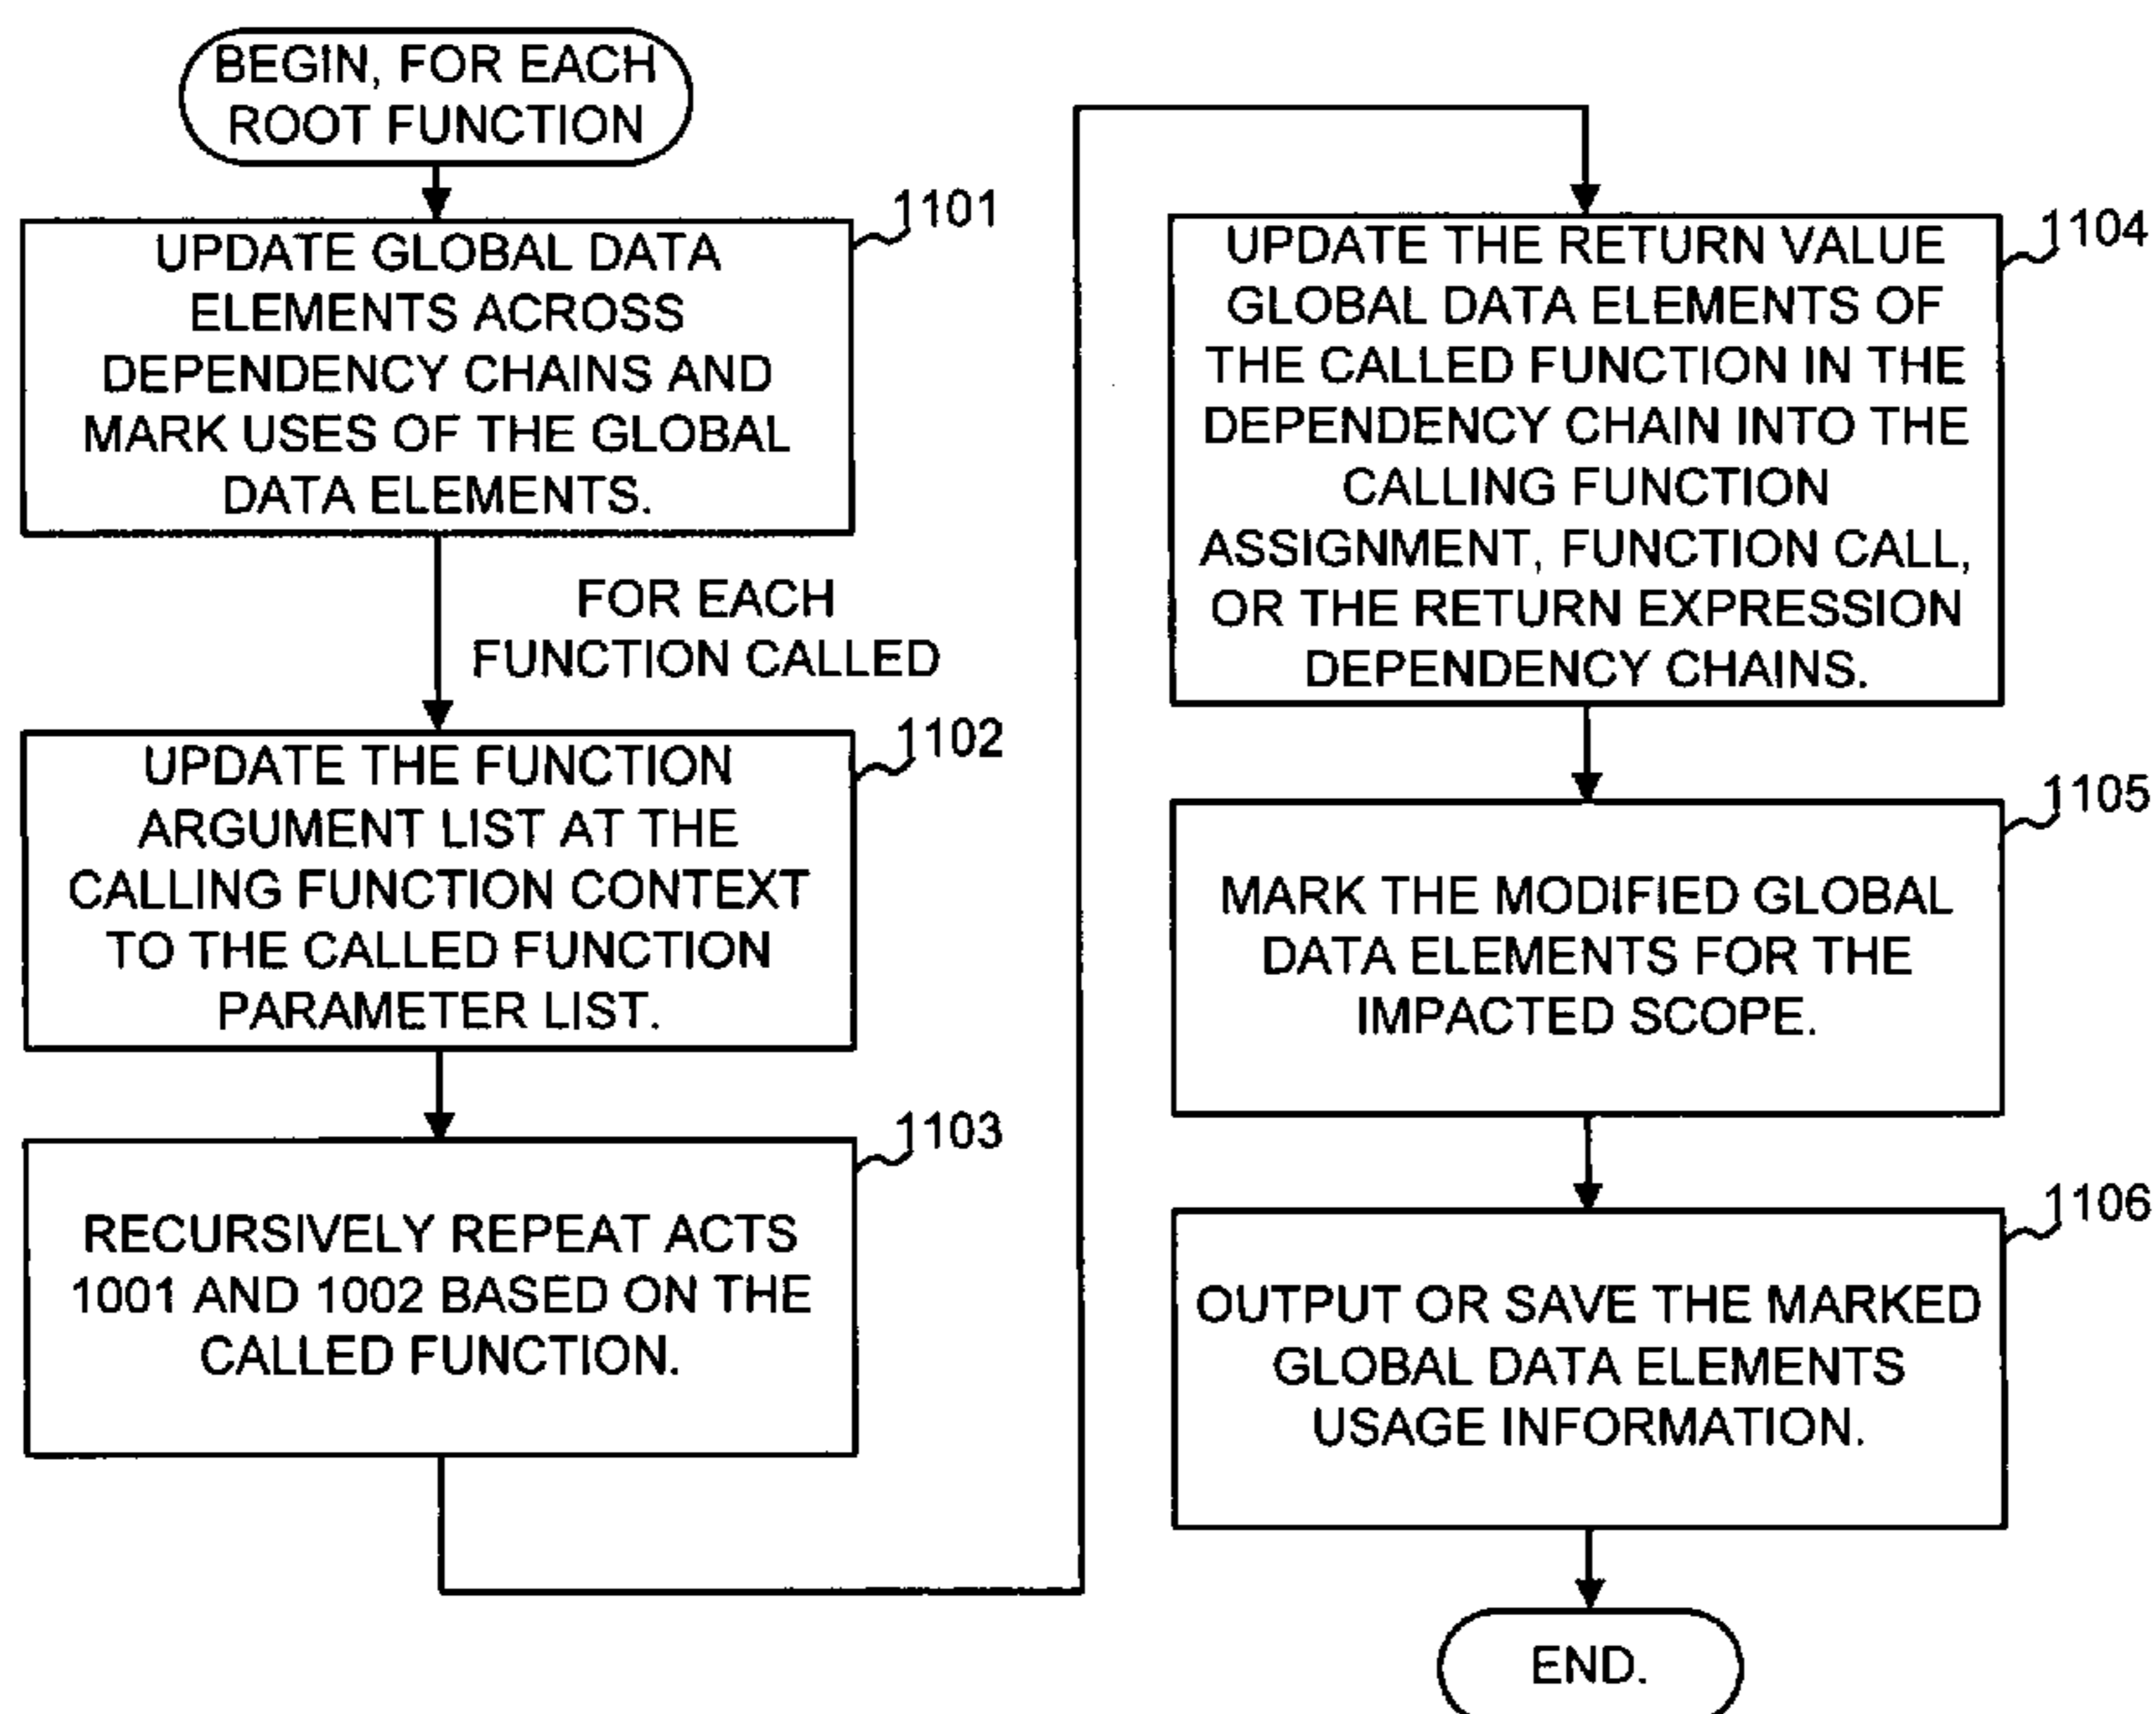 BEGIN, FOR EACH
ROOT FUNCTION
1101
UPDATE GLOBAL DATA
ELEMENTS ACROSS
DEPENDENCY CHAINS AND
MARK USES OF THE GLOBAL
DATA ELEMENTS.
FOR EACH
FUNCTION CALLED
1102
UPDATE THE FUNCTION
ARGUMENT LIST AT THE
CALLING FUNCTION CONTEXT
TO THE CALLED FUNCTION
PARAMETER LIST.
1103
RECURSIVELY REPEAT ACTS
1001 AND 1002 BASED ON THE
CALLED FUNCTION.
1104
UPDATE THE RETURN VALUE
GLOBAL DATA ELEMENTS OF
THE CALLED FUNCTION IN THE
DEPENDENCY CHAIN INTO THE
CALLING FUNCTION
ASSIGNMENT, FUNCTION CALL,
OR THE RETURN EXPRESSION
DEPENDENCY CHAINS.
1105
MARK THE MODIFIED GLOBAL
DATA ELEMENTS FOR THE
IMPACTED SCOPE.
1106
OUTPUT OR SAVE THE MARKED
GLOBAL DATA ELEMENTS
USAGE INFORMATION.
END.